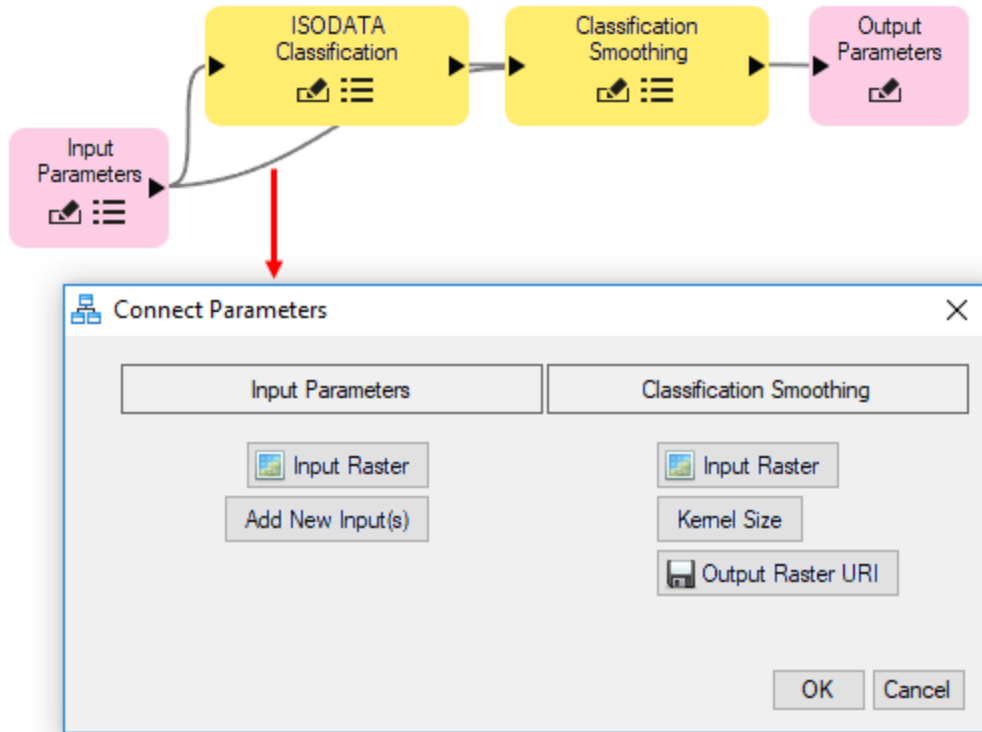 ISODATA
Classification
Classification
Smoothing
Output
Parameters
Input
Parameters
Connect Parameters
Input Parameters
Classification Smoothing
Input Raster
Input Raster
Add New Input(s)
Kernel Size
Output Raster URI
OK
Cancel